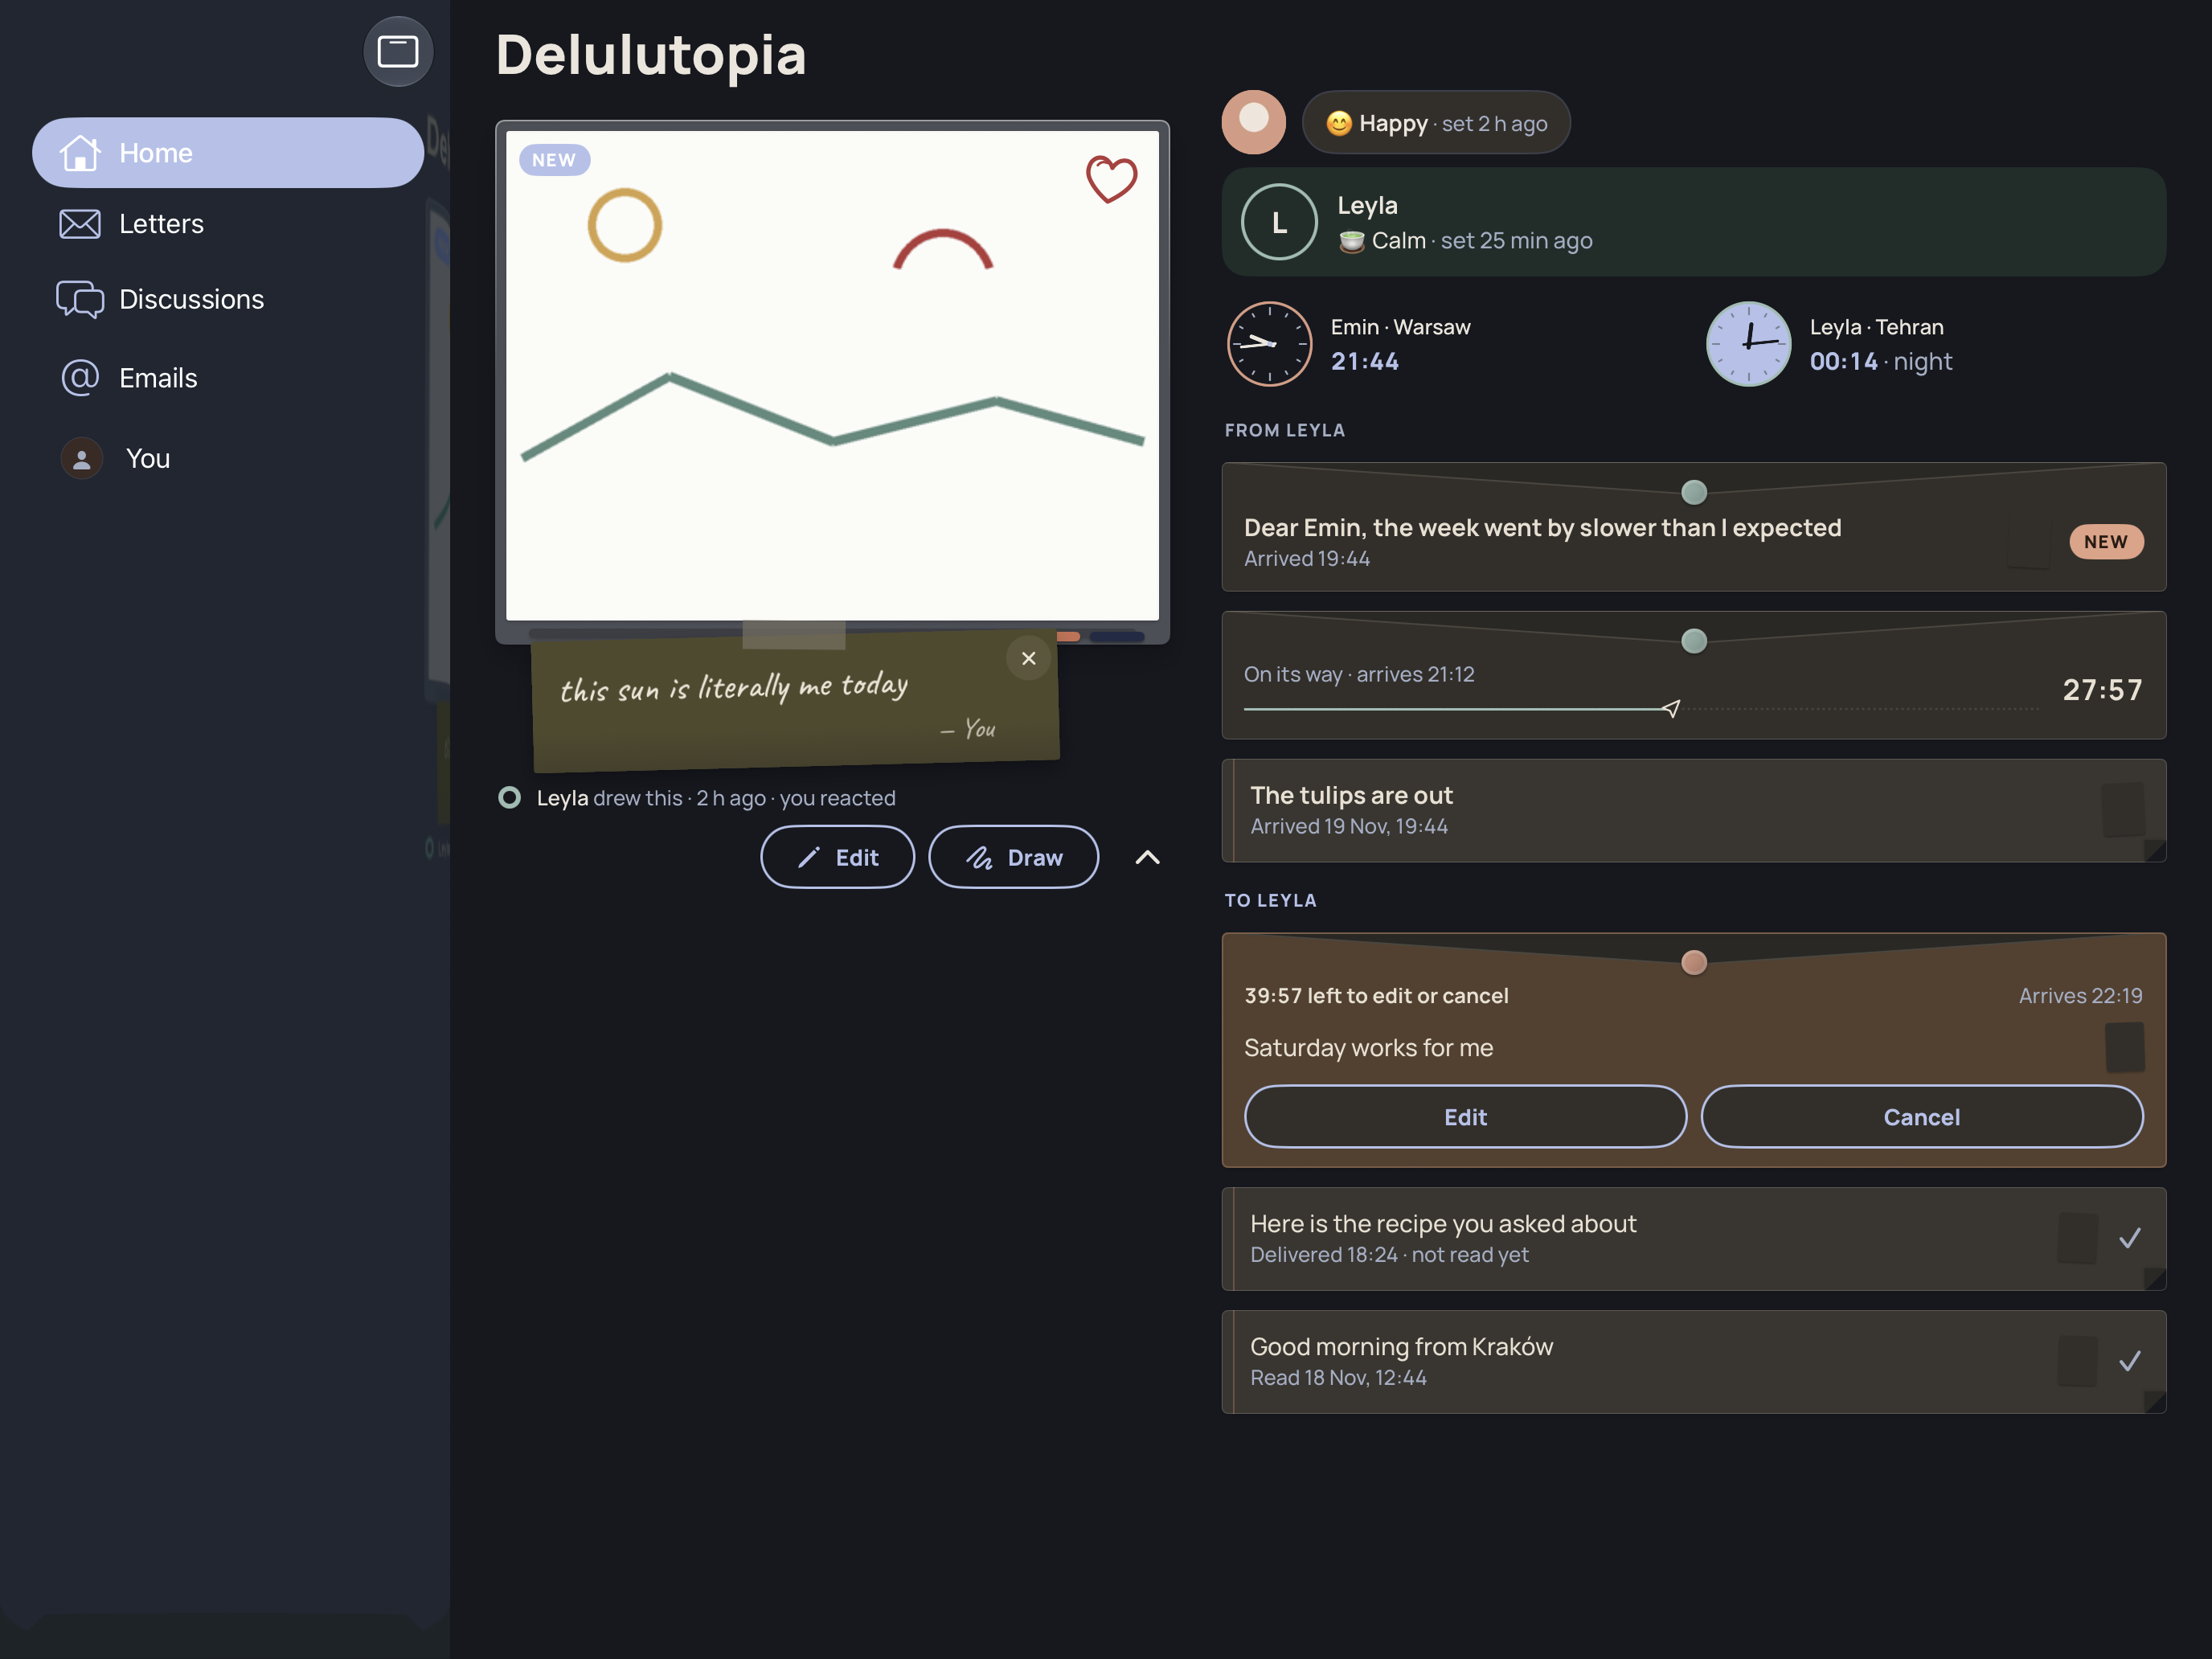 Delulutopia
Home
Letters
Discussions
@ Emails
You
NEW
this sun is literally me today
– You
Leyla drew this · 2 h ago · you reacted
Edit
Draw
😊 Happy · set 2 h ago
L
Leyla
🍵 Calm · set 25 min ago
Emin · Warsaw
21:44
Leyla · Tehran
00:14 · night
FROM LEYLA
Dear Emin, the week went by slower than I expected
Arrived 19:44
NEW
On its way · arrives 21:12
27:57
The tulips are out
Arrived 19 Nov, 19:44
TO LEYLA
39:57 left to edit or cancel
Arrives 22:19
Saturday works for me
Edit
Cancel
Here is the recipe you asked about
Delivered 18:24 · not read yet
Good morning from Kraków
Read 18 Nov, 12:44